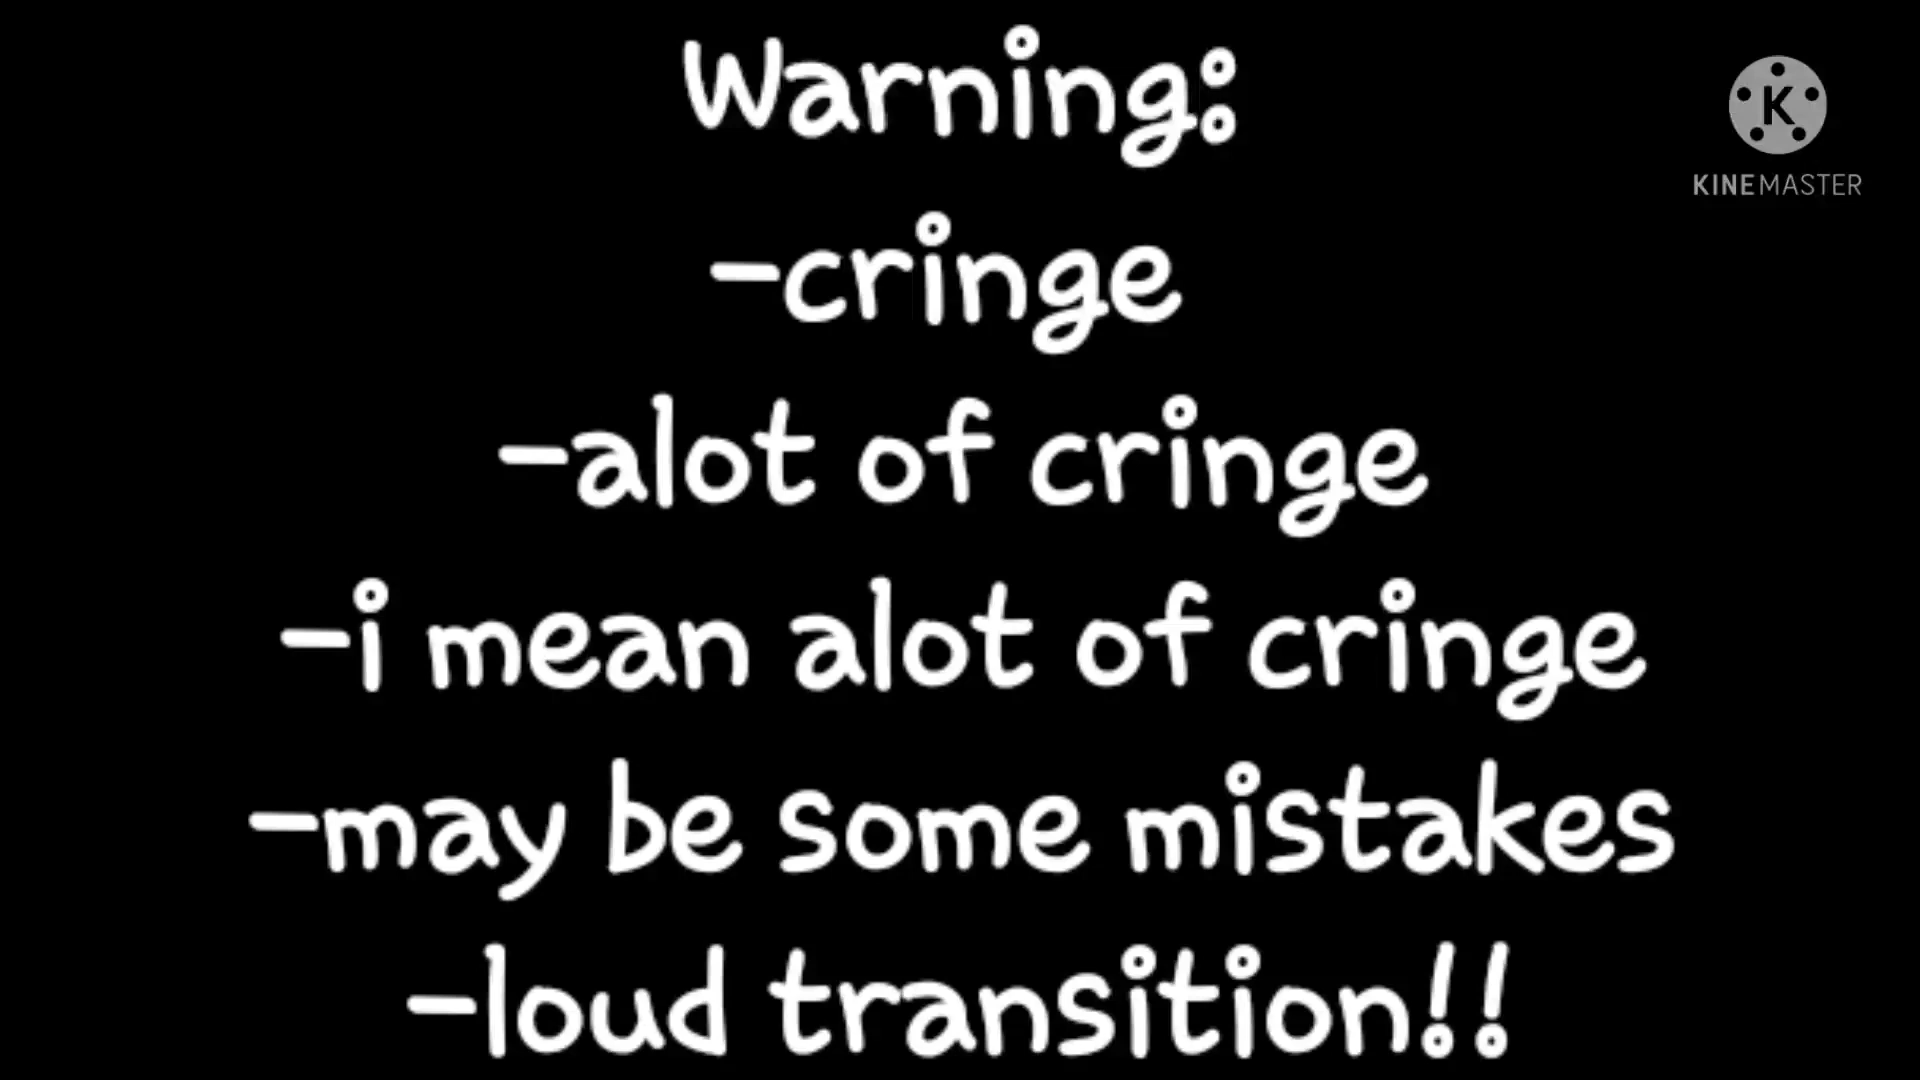 Warning:
-cringe
-alot of cringe
-i mean alot of cringe
-may be some mistakes
-loud transition!!
K
KINEMASTER